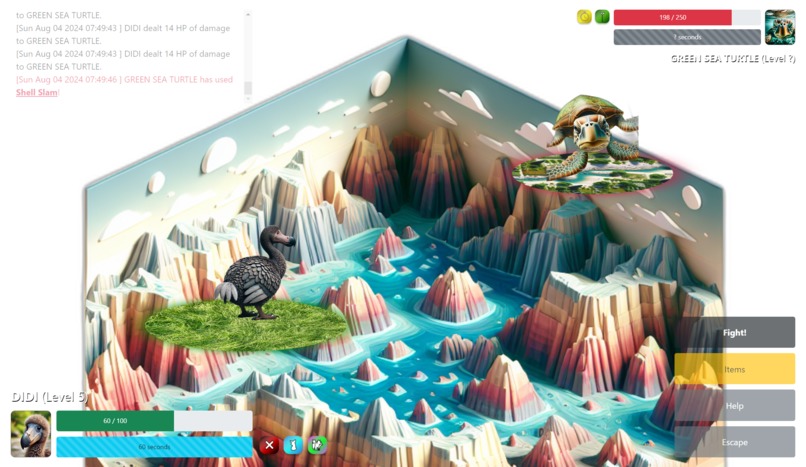 to GREEN SEA TURTLE.
[Sun Aug 04 2024 07:49:43 ] DIDI dealt 14 HP of damage
to GREEN SEA TURTLE.
[Sun Aug 04 2024 07:49:43 ] DIDI dealt 14 HP of damage
to GREEN SEA TURTLE.
[Sun Aug 04 2024 07:49:46 ] GREEN SEA TURTLE has used
Shell Slam!
198 / 250
? seconds
GREEN SEA TURTLE (Level ?)
DIDI (Level 5)
60 / 100
60 seconds
Fight!
Items
Help
Escape